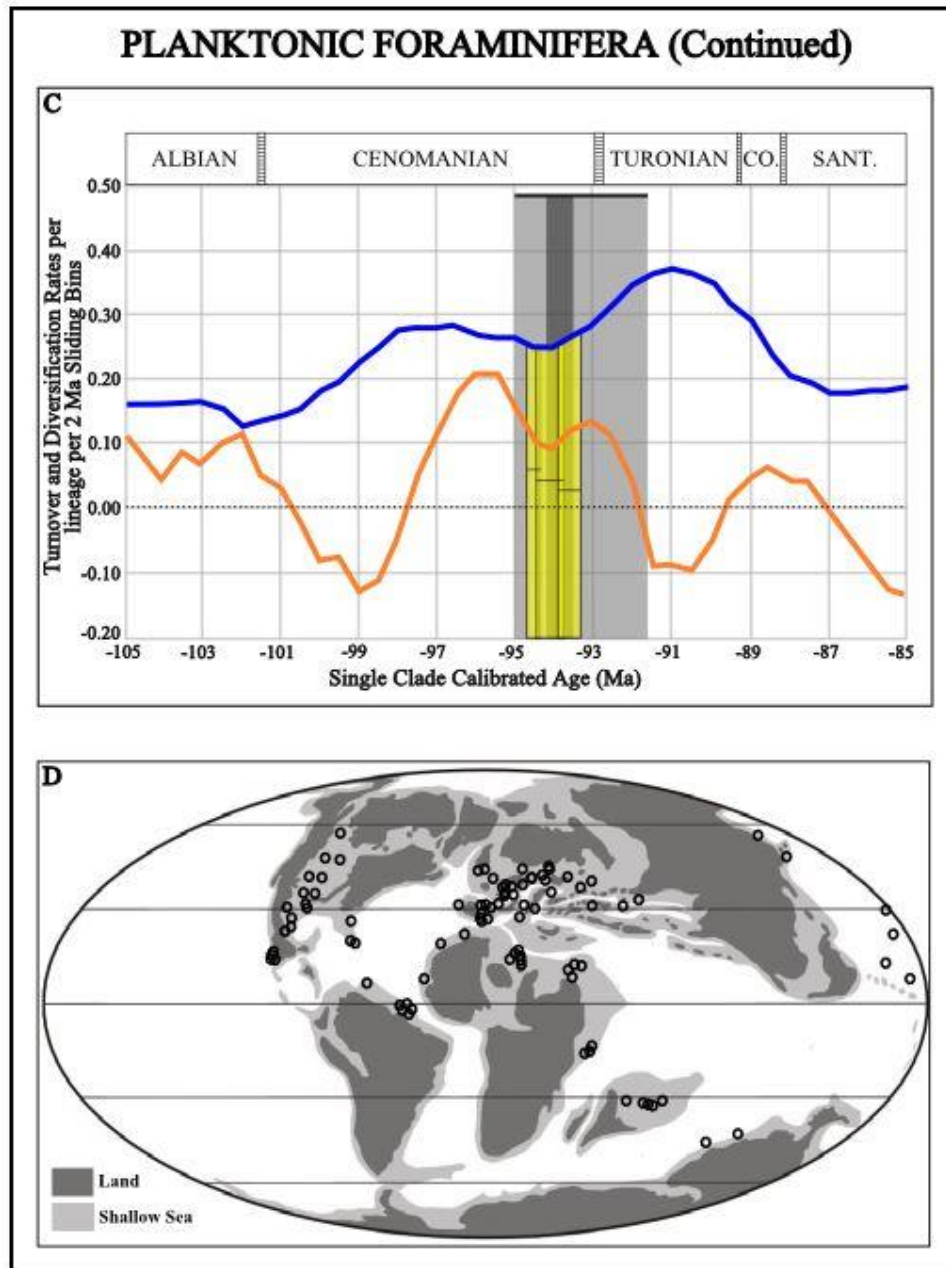 PLANKTONIC FORAMINIFERA (Continued)
C
ALBIAN CENOMANIAN TURONIAN CO. SANT.
0.50
0.40
0.30
0.20
0.10
0.00
-0.10
-0.20
Turnover and Diversification Rates per
lineage per 2 Ma Sliding Bins
-105 -103 -101 -99 -97 -95 -93 -91 -89 -87 -85
Single Clade Calibrated Age (Ma)
D
Land
Shallow Sea